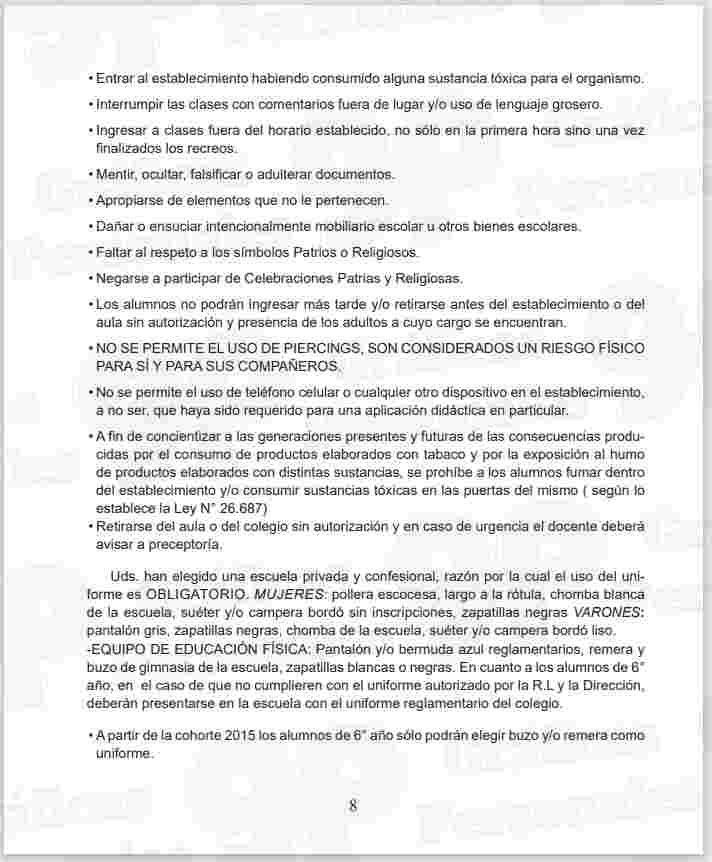 • Entrar al establecimiento habiendo consumido alguna sustancia tóxica para el organismo.
• Interrumpir las clases con comentarios fuera de lugar y/o uso de lenguaje grosero.
• Ingresar a clases fuera del horario establecido, no sólo en la primera hora sino una vez
finalizados los recreos.
• Mentir, ocultar, falsificar o adulterar documentos.
• Apropiarse de elementos que no le pertenecen.
• Dañar o ensuciar intencionalmente mobiliario escolar u otros bienes escolares.
• Faltar al respeto a los símbolos Patrios o Religiosos.
• Negarse a participar de Celebraciones Patrias y Religiosas.
• Los alumnos no podrán ingresar más tarde y/o retirarse antes del establecimiento o del
aula sin autorización y presencia de los adultos a cuyo cargo se encuentran.
• NO SE PERMITE EL USO DE PIERCINGS, SON CONSIDERADOS UN RIESGO FÍSICO
PARA SÍ Y PARA SUS COMPAÑEROS.
• No se permite el uso de teléfono celular o cualquier otro dispositivo en el establecimiento,
a no ser, que haya sido requerido para una aplicación didáctica en particular.
• A fin de concientizar a las generaciones presentes y futuras de las consecuencias produ-
cidas por el consumo de productos elaborados con tabaco y por la exposición al humo
de productos elaborados con distintas sustancias, se prohíbe a los alumnos fumar dentro
del establecimiento y/o consumir sustancias tóxicas en las puertas del mismo ( según lo
establece la Ley N° 26.687)
• Retirarse del aula o del colegio sin autorización y en caso de urgencia el docente deberá
avisar a preceptoría.
Uds. han elegido una escuela privada y confesional, razón por la cual el uso del uni-
forme es OBLIGATORIO. MUJERES: pollera escocesa, largo a la rótula, chomba blanca
de la escuela, suéter y/o campera bordó sin inscripciones, zapatillas negras VARONES:
pantalón gris, zapatillas negras, chomba de la escuela, suéter y/o campera bordó liso.
-EQUIPO DE EDUCACIÓN FÍSICA: Pantalón y/o bermuda azul reglamentarios, remera y
buzo de gimnasia de la escuela, zapatillas blancas o negras. En cuanto a los alumnos de 6°
año, en el caso de que no cumplieren con el uniforme autorizado por la R.L y la Dirección,
deberán presentarse en la escuela con el uniforme reglamentario del colegio.
• A partir de la cohorte 2015 los alumnos de 6° año sólo podrán elegir buzo y/o remera como
uniforme.
8